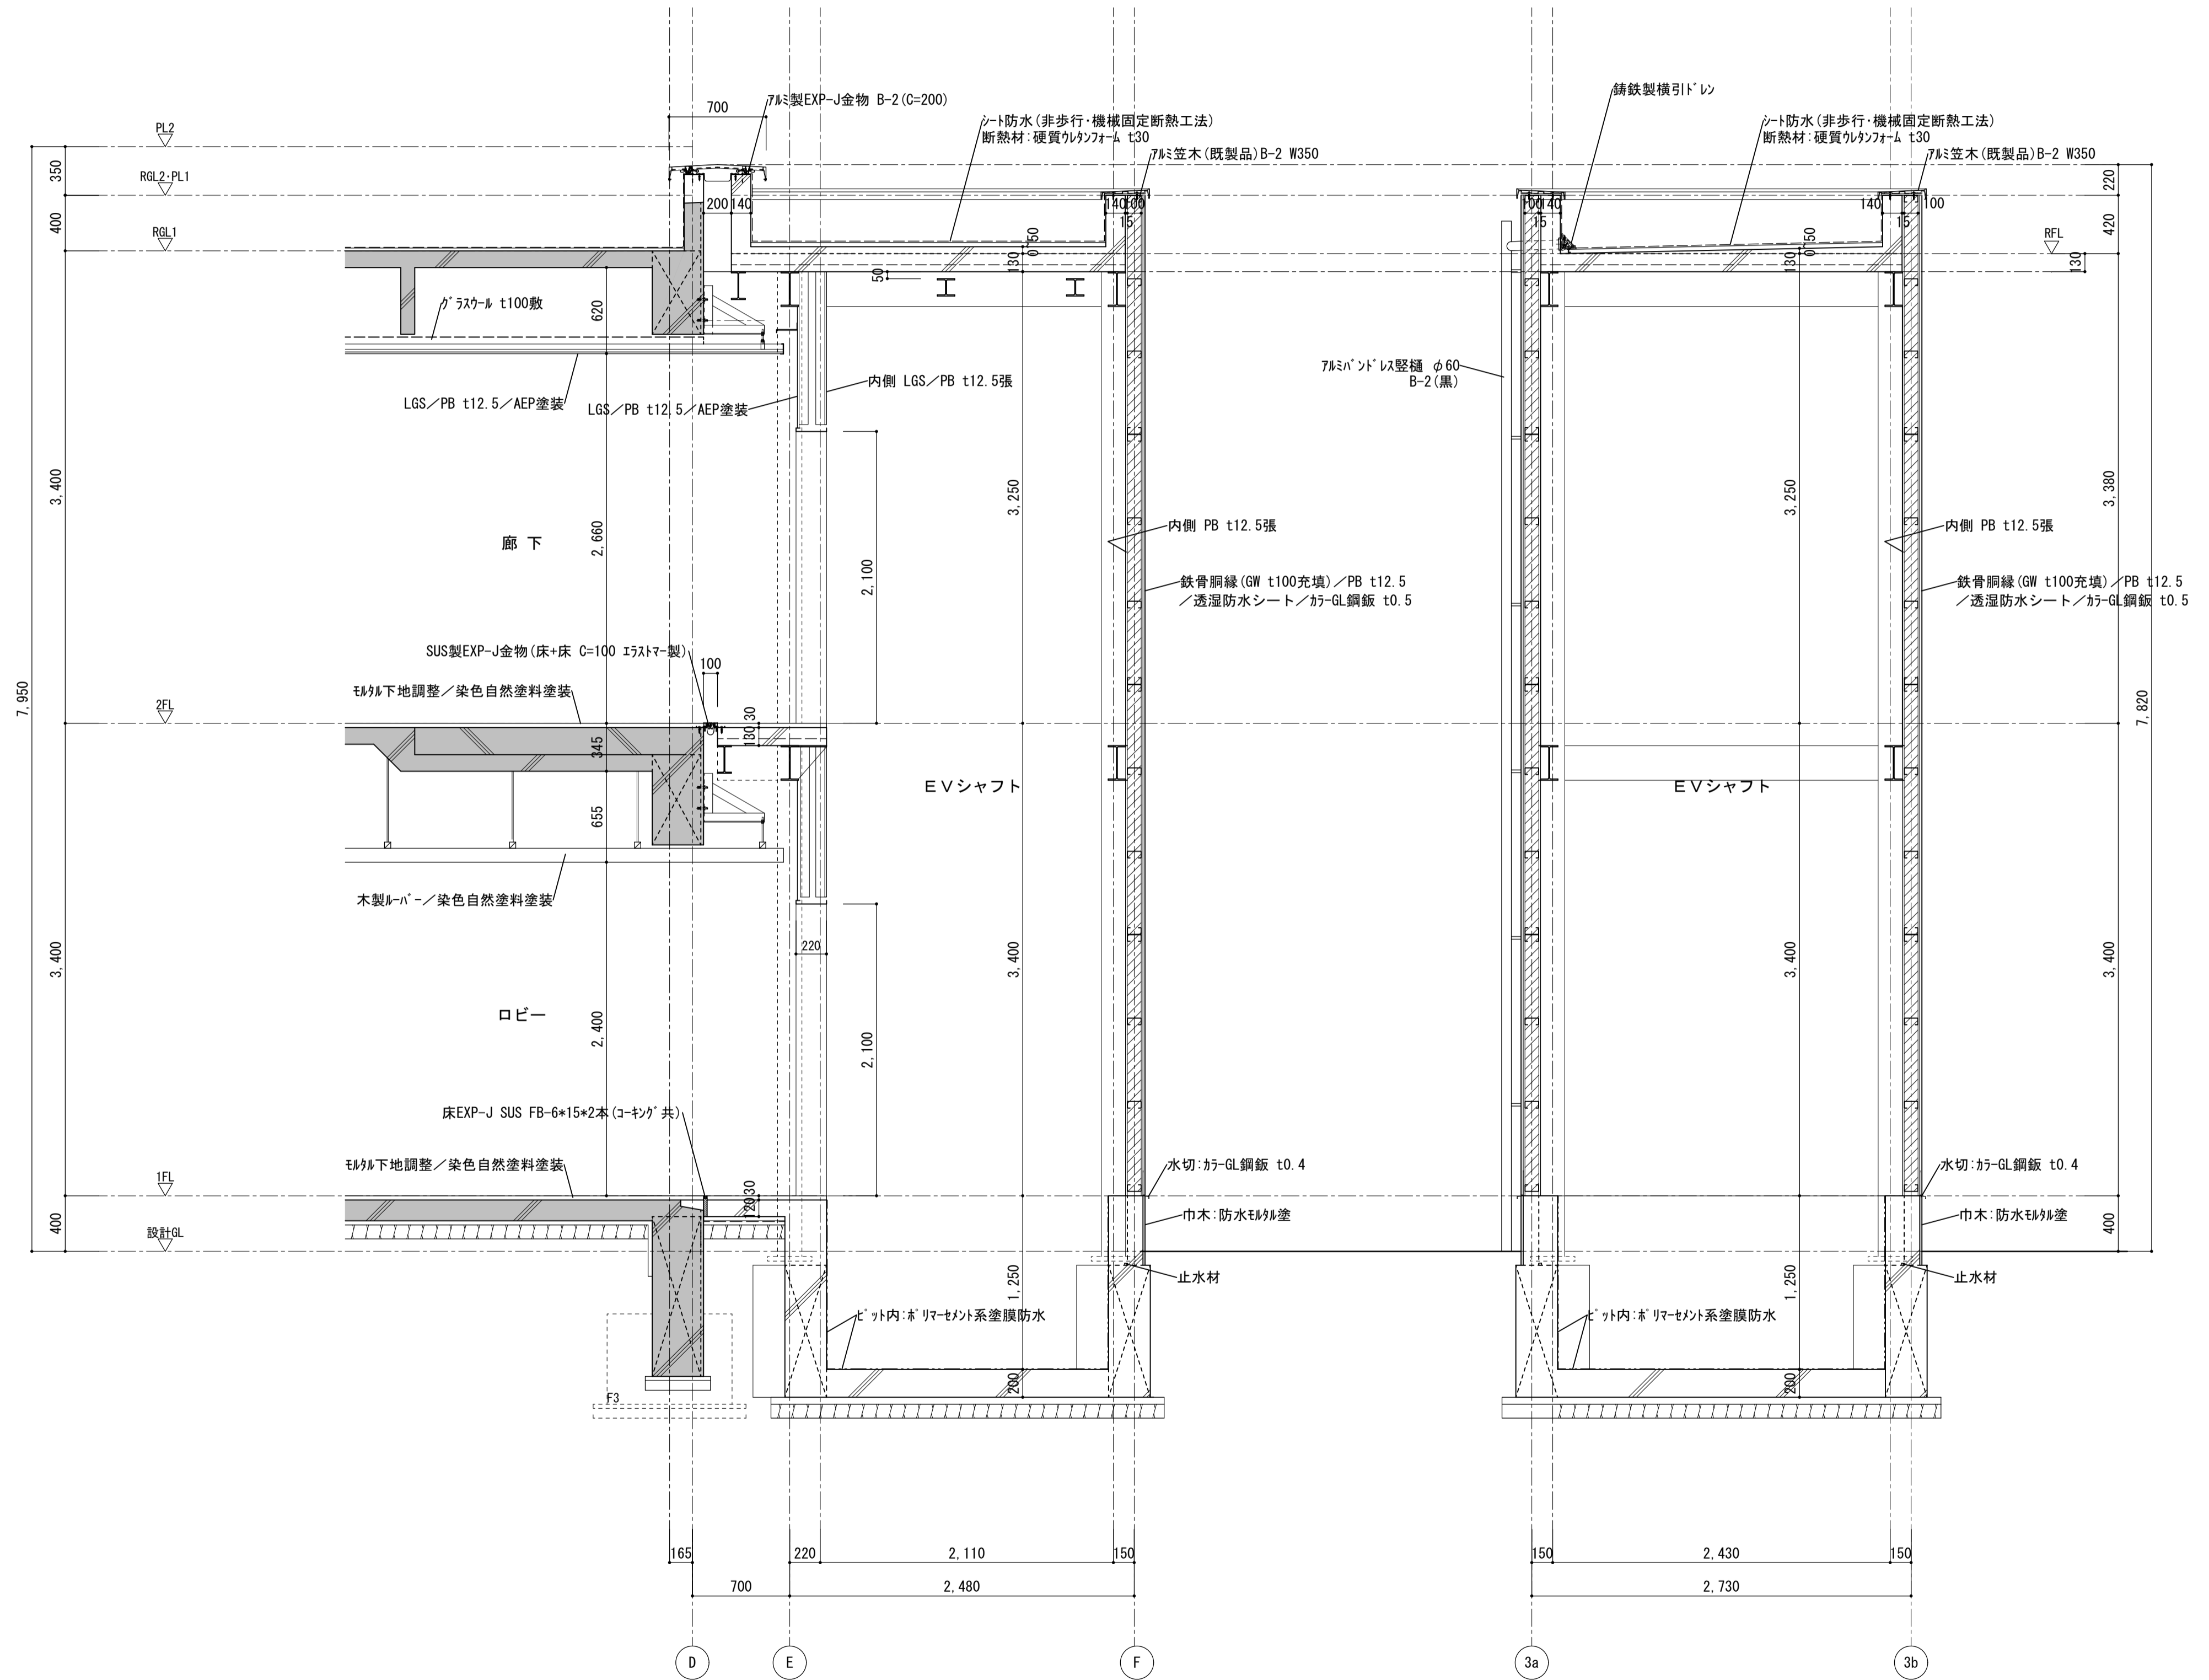 700
アルミ製EXP-J金物 B-2(C=200)
シート防水(非歩行・機械固定断熱工法)
断熱材:硬質ウレタンフォーム t30
アルミ笠木(既製品)B-2 W350
鋳鉄製横引ドレン
シート防水(非歩行・機械固定断熱工法)
断熱材:硬質ウレタンフォーム t30
アルミ笠木(既製品)B-2 W350
PL2
350
RGL2・PL1
400
RGL1
200
140
140
100
15
100
140
15
140
15
100
220
420
RFL
130
130
0~150
50
130
0~150
グラスウール t100敷
620
LGS/PB t12.5/AEP塗装
LGS/PB t12.5/AEP塗装
内側 LGS/PB t12.5張
アルミバンドレス竪樋 φ60
B-2(黒)
3,400
廊 下
2,660
2,100
3,250
3,250
3,380
内側 PB t12.5張
内側 PB t12.5張
鉄骨胴縁(GW t100充填)/PB t12.5
/透湿防水シート/カラーGL鋼鈑 t0.5
鉄骨胴縁(GW t100充填)/PB t12.5
/透湿防水シート/カラーGL鋼鈑 t0.5
SUS製EXP-J金物(床+床 C=100 エラストマー製)
100
モルタル下地調整/染色自然塗料塗装
7,950
2FL
30
130
345
7,820
EVシャフト
EVシャフト
655
木製ルーバー/染色自然塗料塗装
220
3,400
ロビー
2,400
2,100
3,400
3,400
3,400
床EXP-J SUS FB-6*15*2本(コーキング共)
モルタル下地調整/染色自然塗料塗装
1FL
30
120
水切:カラーGL鋼鈑 t0.4
水切:カラーGL鋼鈑 t0.4
400
設計GL
巾木:防水モルタル塗
巾木:防水モルタル塗
400
止水材
止水材
1,250
1,250
ピット内:ポリマーセメント系塗膜防水
ピット内:ポリマーセメント系塗膜防水
200
200
F3
165
220
2,110
150
150
2,430
150
700
2,480
2,730
D
E
F
3a
3b